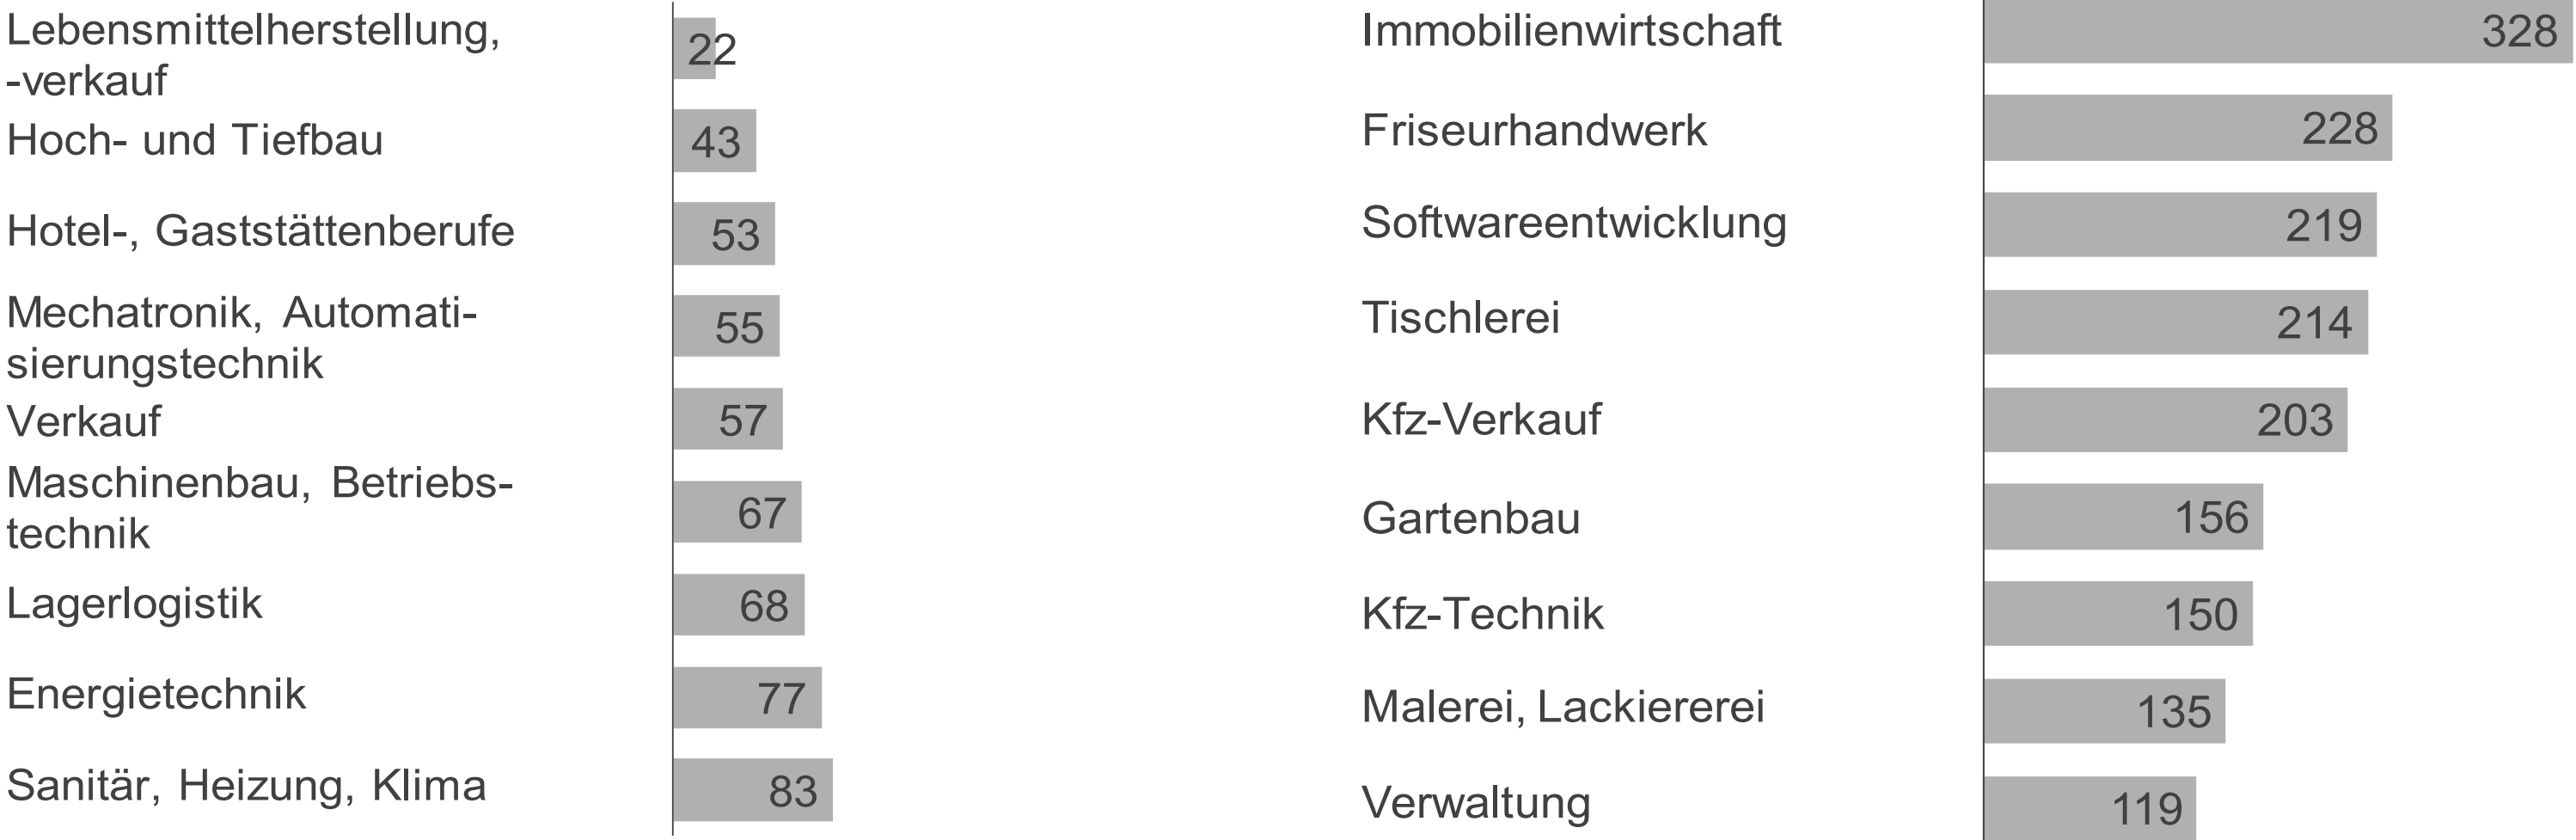 Lebensmittelherstellung,
-verkauf
22
Hoch- und Tiefbau
43
Hotel-, Gaststättenberufe
53
Mechatronik, Automati-
sierungstechnik
55
Verkauf
57
Maschinenbau, Betriebs-
technik
67
Lagerlogistik
68
Energietechnik
77
Sanitär, Heizung, Klima
83
Immobilienwirtschaft
328
Friseurhandwerk
228
Softwareentwicklung
219
Tischlerei
214
Kfz-Verkauf
203
Gartenbau
156
Kfz-Technik
150
Malerei, Lackiererei
135
Verwaltung
119